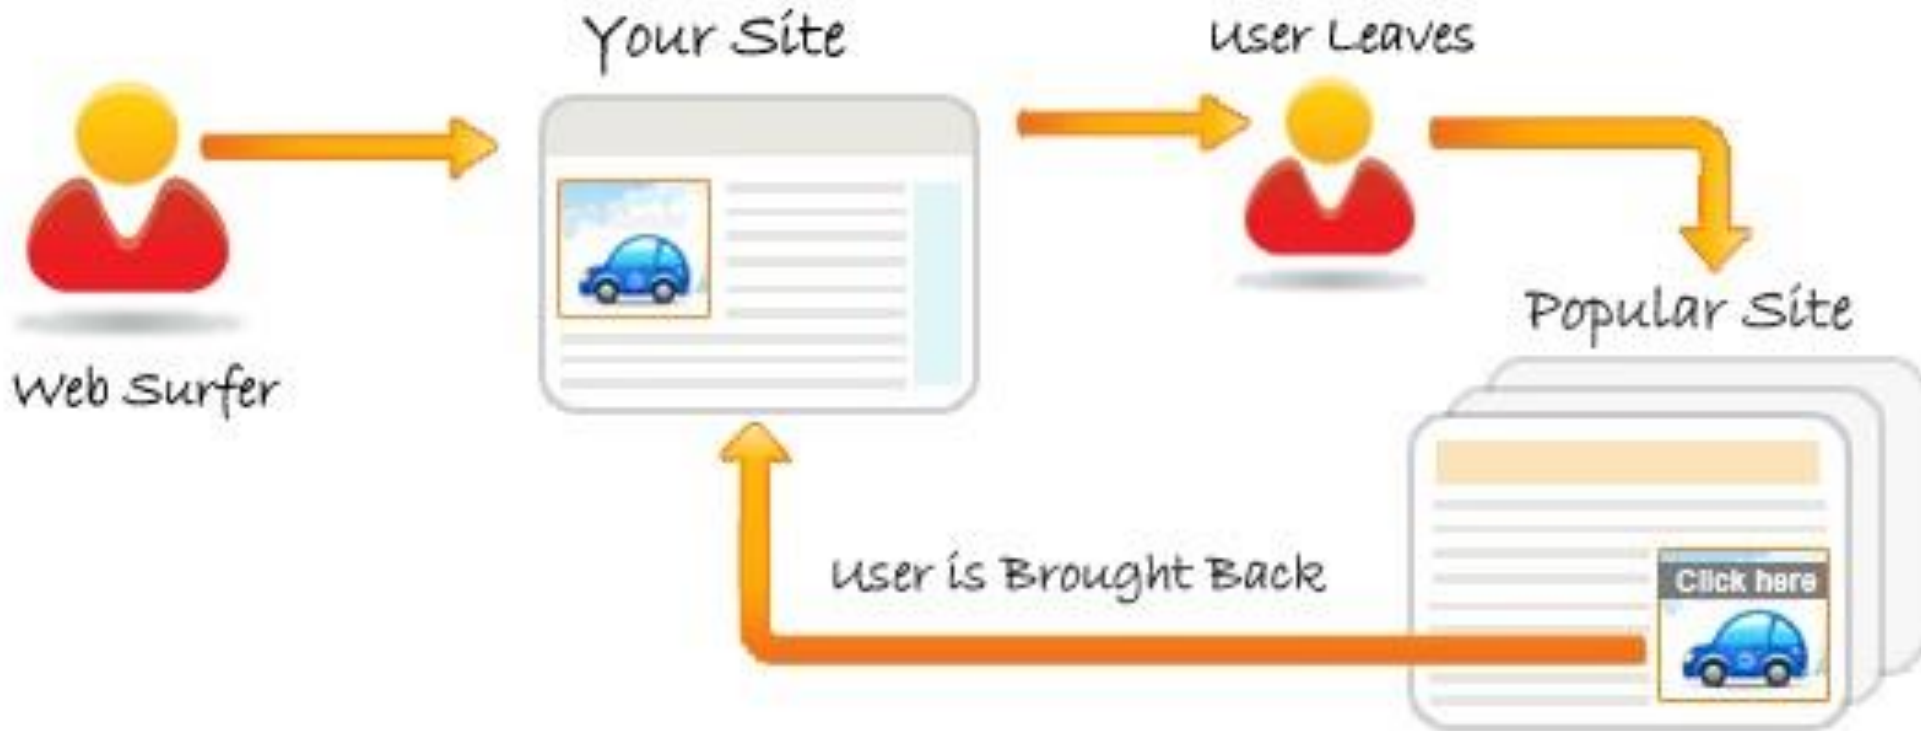 Your Site
User Leaves
Web Surfer
Popular Site
User is Brought Back
Click here